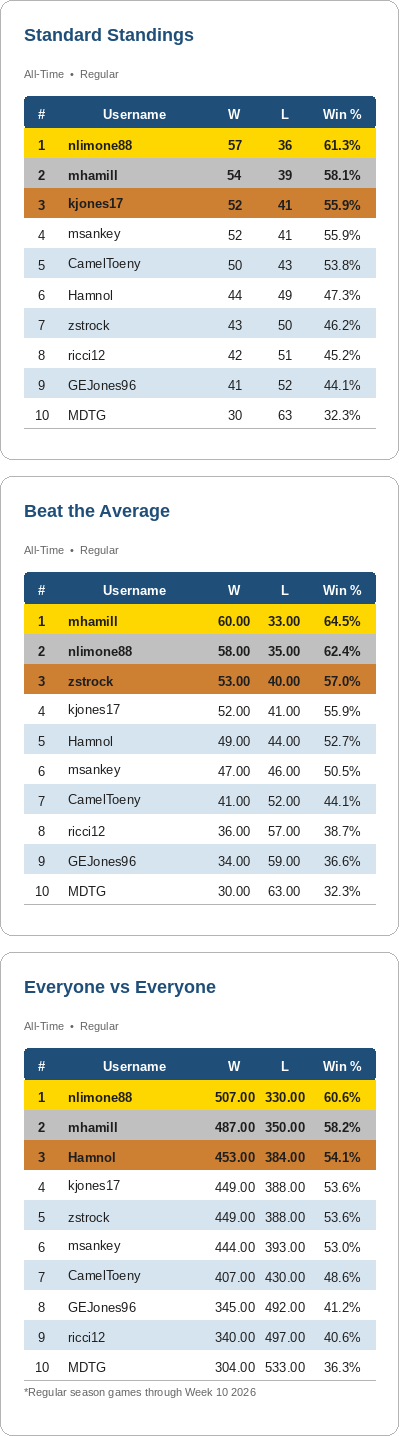 Standard Standings
All-Time • Regular
# Username W L Win %
1 nlimone88 57 36 61.3%
2 mhamill 54 39 58.1%
3 kjones17 52 41 55.9%
4 msankey 52 41 55.9%
5 CamelToeny 50 43 53.8%
6 Hamnol 44 49 47.3%
7 zstrock 43 50 46.2%
8 ricci12 42 51 45.2%
9 GEJones96 41 52 44.1%
10 MDTG 30 63 32.3%
Beat the Average
All-Time • Regular
# Username W L Win %
1 mhamill 60.00 33.00 64.5%
2 nlimone88 58.00 35.00 62.4%
3 zstrock 53.00 40.00 57.0%
4 kjones17 52.00 41.00 55.9%
5 Hamnol 49.00 44.00 52.7%
6 msankey 47.00 46.00 50.5%
7 CamelToeny 41.00 52.00 44.1%
8 ricci12 36.00 57.00 38.7%
9 GEJones96 34.00 59.00 36.6%
10 MDTG 30.00 63.00 32.3%
Everyone vs Everyone
All-Time • Regular
# Username W L Win %
1 nlimone88 507.00 330.00 60.6%
2 mhamill 487.00 350.00 58.2%
3 Hamnol 453.00 384.00 54.1%
4 kjones17 449.00 388.00 53.6%
5 zstrock 449.00 388.00 53.6%
6 msankey 444.00 393.00 53.0%
7 CamelToeny 407.00 430.00 48.6%
8 GEJones96 345.00 492.00 41.2%
9 ricci12 340.00 497.00 40.6%
10 MDTG 304.00 533.00 36.3%
*Regular season games through Week 10 2026